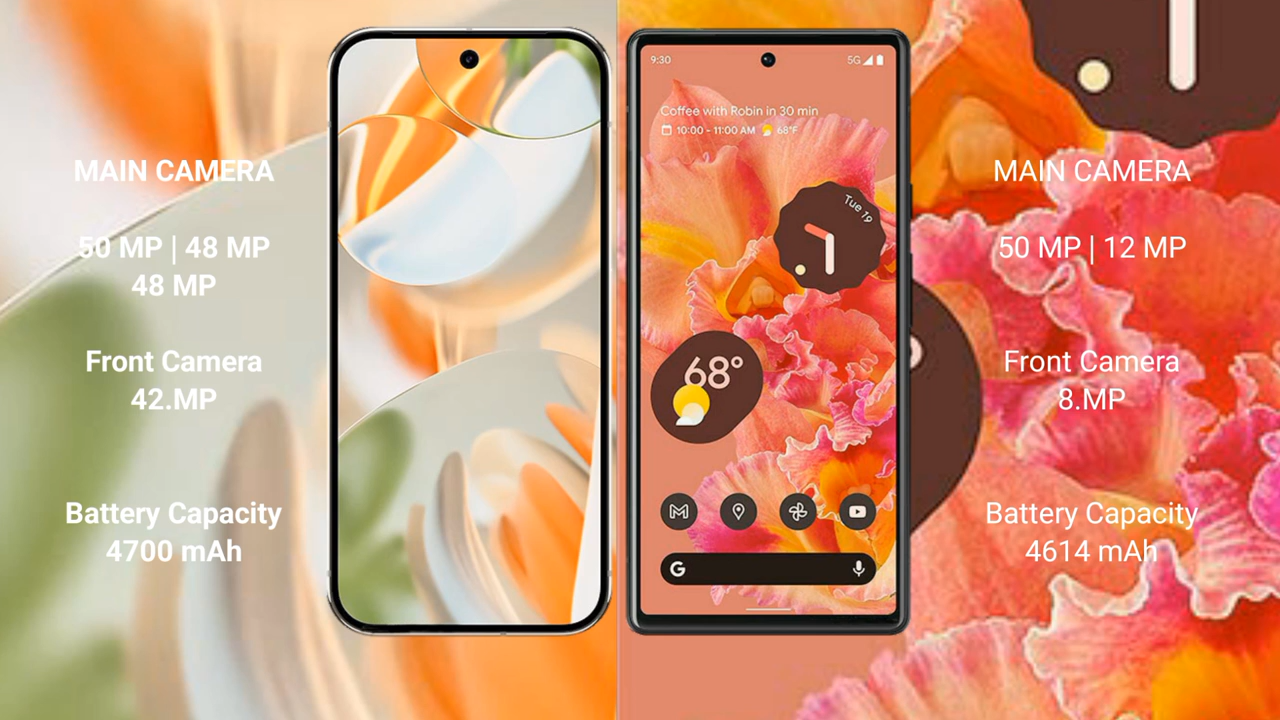 MAIN CAMERA
50 MP | 48 MP
48 MP
Front Camera
42.MP
Battery Capacity
4700 mAh
9:30
5G
Coffee with Robin in 30 min
10:00 - 11:00 AM 68°F
Tue 19
68°
G
MAIN CAMERA
50 MP | 12 MP
Front Camera
8.MP
Battery Capacity
4614 mAh